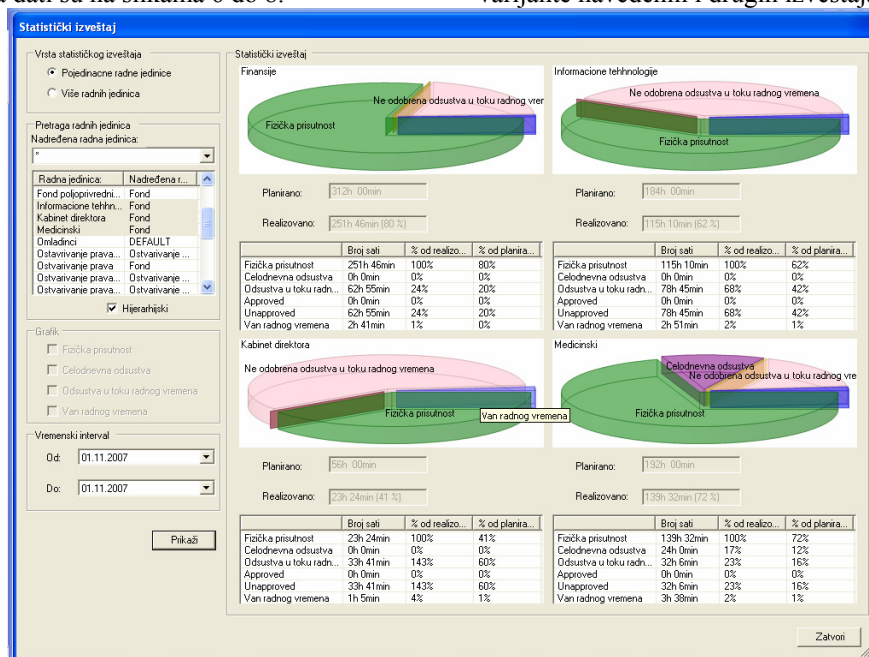 dati su na slikama 6 do 8.
varijante navedenih i drugih izveštaja
Statistički izveštaj
Vrsta statističkog izveštaja
Pojedinacne radne jedinice
Više radnih jedinica
Pretraga radnih jedinica
Nadređena radna jedinica:
*
Radna jedinica: Nadređena r...
Fond poljoprivredni... Fond
Informacione tehhn... Fond
Kabinet direktora Fond
Medicinski Fond
Omladinci DEFAULT
Ostavrivanje prava... Ostvarivanje ...
Ostvarivanje prava Fond
Ostvarivanje prava... Ostvarivanje ...
Ostvarivanje prava... Ostvarivanje ...
Hijerarhijski
Grafik
Fizička prisutnost
Celodnevna odsustva
Odsustva u toku radnog vremena
Van radnog vremena
Vremenski interval
Od: 01.11.2007
Do: 01.11.2007
Prikaži
Statistički izveštaj
Finansije
Ne odobrena odsustva u toku radnog vrer
Fizička prisutnost
Planirano: 312h 00min
Realizovano: 251h 46min (80 %)
Broj sati % od realizo... % od planira...
Fizička prisutnost 251h 46min 100% 80%
Celodnevna odsustva 0h 0min 0% 0%
Odsustva u toku radn... 62h 55min 24% 20%
Approved 0h 0min 0% 0%
Unapproved 62h 55min 24% 20%
Van radnog vremena 2h 41min 1% 0%
Informacione tehhnologije
Ne odobrena odsustva u toku radnog vremena
Fizička prisutnost
Planirano: 184h 00min
Realizovano: 115h 10min (62 %)
Broj sati % od realizo... % od planira...
Fizička prisutnost 115h 10min 100% 62%
Celodnevna odsustva 0h 0min 0% 0%
Odsustva u toku radn... 78h 45min 68% 42%
Approved 0h 0min 0% 0%
Unapproved 78h 45min 68% 42%
Van radnog vremena 2h 51min 2% 1%
Kabinet direktora
Ne odobrena odsustva u toku radnog vremena
Fizička prisutnost
Van radnog vremena
Planirano: 56h 00min
Realizovano: 23h 24min (41 %)
Broj sati % od realizo... % od planira...
Fizička prisutnost 23h 24min 100% 41%
Celodnevna odsustva 0h 0min 0% 0%
Odsustva u toku radn... 33h 41min 143% 60%
Approved 0h 0min 0% 0%
Unapproved 33h 41min 143% 60%
Van radnog vremena 1h 5min 4% 1%
Medicinski
Celodnevna odsustva
Ne odobrena odsustva u toku radnog vre
Fizička prisutnost
Planirano: 192h 00min
Realizovano: 139h 32min (72 %)
Broj sati % od realizo... % od planira...
Fizička prisutnost 139h 32min 100% 72%
Celodnevna odsustva 24h 0min 17% 12%
Odsustva u toku radn... 32h 6min 23% 16%
Approved 0h 0min 0% 0%
Unapproved 32h 6min 23% 16%
Van radnog vremena 3h 38min 2% 1%
Zatvori